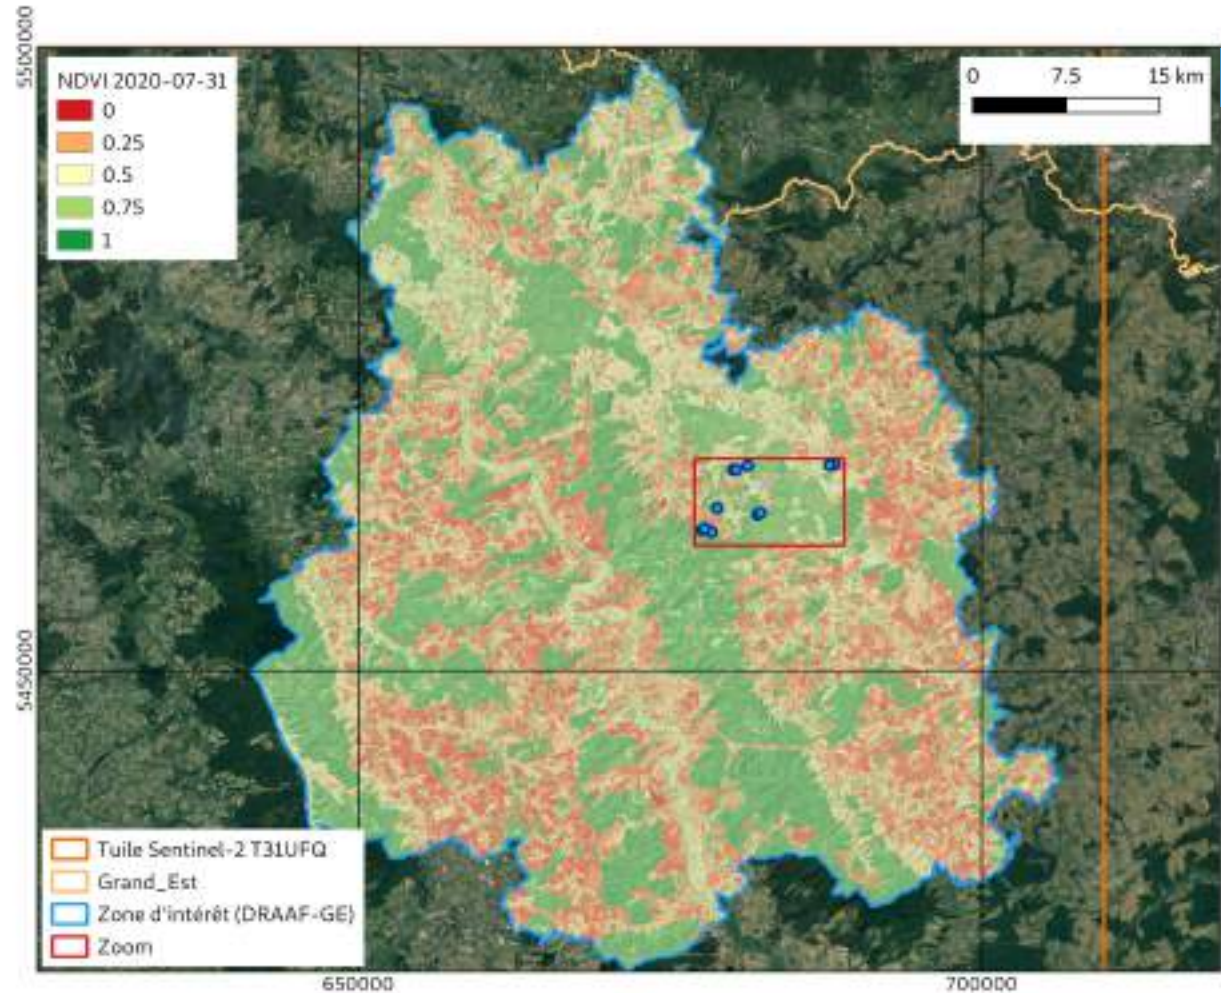 5500000
NDVI 2020-07-31
0
0.25
0.5
0.75
1
0 7.5 15 km
5450000
Tuile Sentinel-2 T31UFQ
Grand_Est
Zone d'intérêt (DRAAF-GE)
Zoom
650000 700000